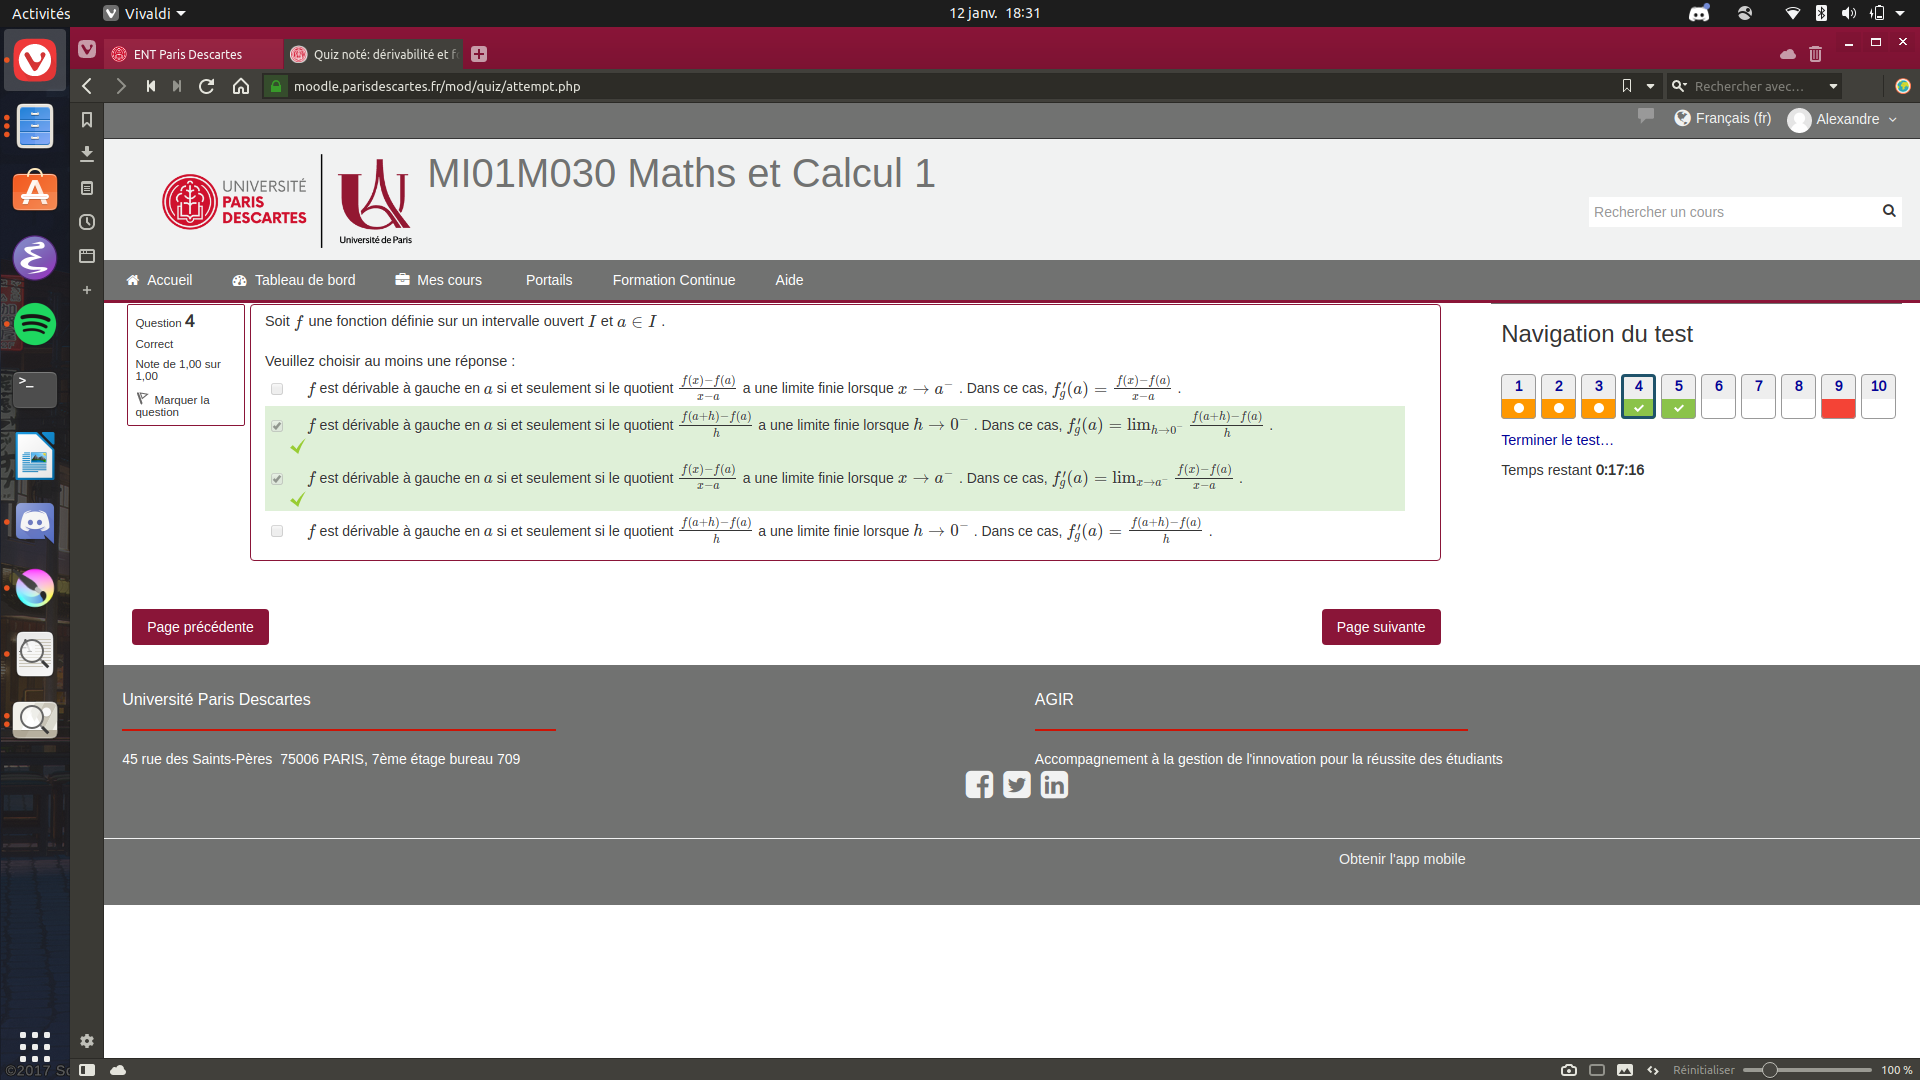 Activités
Vivaldi
12 janv. 18:31
ENT Paris Descartes
Quiz noté: dérivabilité et f
moodle.parisdescartes.fr/mod/quiz/attempt.php
Rechercher avec…
Français (fr)
Alexandre
UNIVERSITÉ
PARIS
DESCARTES
Université de Paris
MI01M030 Maths et Calcul 1
Rechercher un cours
Accueil
Tableau de bord
Mes cours
Portails
Formation Continue
Aide
Question 4
Correct
Note de 1,00 sur
1,00
Marquer la
question
Soit f une fonction définie sur un intervalle ouvert I et a ∈ I .
Veuillez choisir au moins une réponse :
f est dérivable à gauche en a si et seulement si le quotient \frac{f(x)-f(a)}{x-a} a une limite finie lorsque x → a⁻ . Dans ce cas, f'_g(a) = \frac{f(x)-f(a)}{x-a} .
f est dérivable à gauche en a si et seulement si le quotient \frac{f(a+h)-f(a)}{h} a une limite finie lorsque h → 0⁻ . Dans ce cas, f'_g(a) = lim_{h→0⁻} \frac{f(a+h)-f(a)}{h} .
f est dérivable à gauche en a si et seulement si le quotient \frac{f(x)-f(a)}{x-a} a une limite finie lorsque x → a⁻ . Dans ce cas, f'_g(a) = lim_{x→a⁻} \frac{f(x)-f(a)}{x-a} .
f est dérivable à gauche en a si et seulement si le quotient \frac{f(a+h)-f(a)}{h} a une limite finie lorsque h → 0⁻ . Dans ce cas, f'_g(a) = \frac{f(a+h)-f(a)}{h} .
Navigation du test
1 2 3 4 5 6 7 8 9 10
Terminer le test…
Temps restant 0:17:16
Page précédente
Page suivante
Université Paris Descartes
45 rue des Saints-Pères 75006 PARIS, 7ème étage bureau 709
AGIR
Accompagnement à la gestion de l'innovation pour la réussite des étudiants
Obtenir l'app mobile
©2017
Réinitialiser
100 %